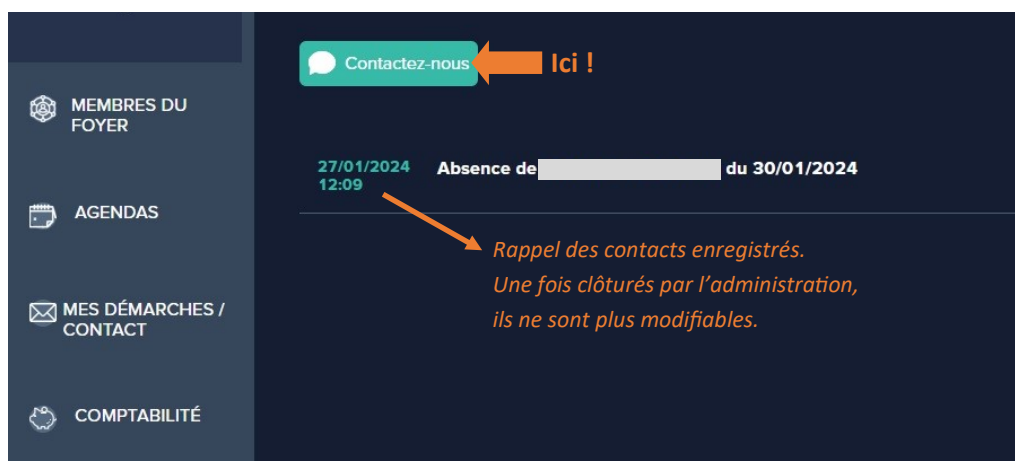 Contactez-nous
Ici !
MEMBRES DU
FOYER
27/01/2024
12:09
Absence de du 30/01/2024
AGENDAS
Rappel des contacts enregistrés.
Une fois clôturés par l’administration,
ils ne sont plus modifiables.
MES DÉMARCHES /
CONTACT
COMPTABILITÉ